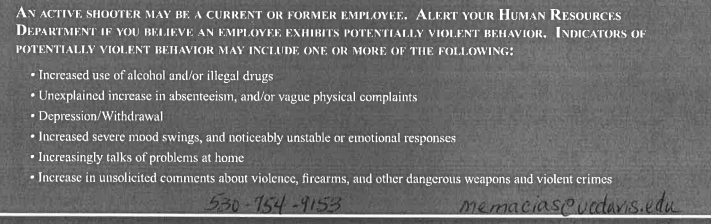 AN ACTIVE SHOOTER MAY BE A CURRENT OR FORMER EMPLOYEE. ALERT YOUR HUMAN RESOURCES
DEPARTMENT IF YOU BELIEVE AN EMPLOYEE EXHIBITS POTENTIALLY VIOLENT BEHAVIOR. INDICATORS OF
POTENTIALLY VIOLENT BEHAVIOR MAY INCLUDE ONE OR MORE OF THE FOLLOWING:
• Increased use of alcohol and/or illegal drugs
• Unexplained increase in absenteeism, and/or vague physical complaints
• Depression/Withdrawal
• Increased severe mood swings, and noticeably unstable or emotional responses
• Increasingly talks of problems at home
• Increase in unsolicited comments about violence, firearms, and other dangerous weapons and violent crimes
530-754-9153 memacias@ucdavis.edu